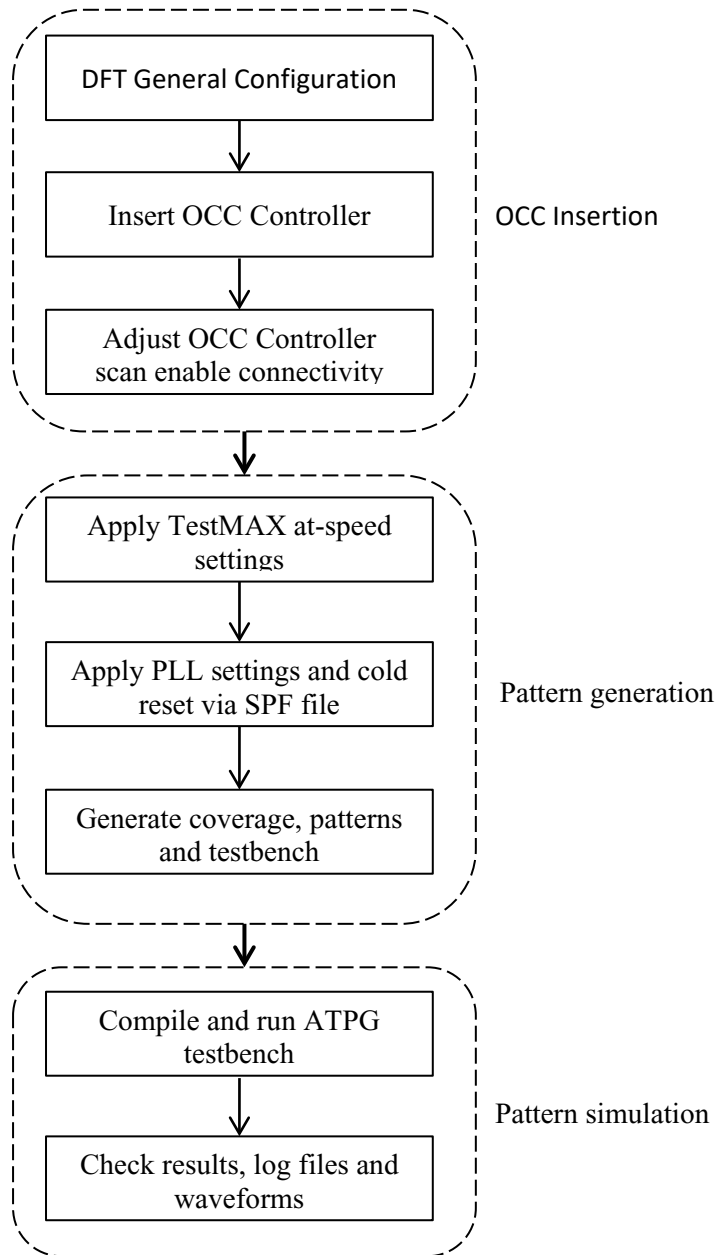 DFT General Configuration
Insert OCC Controller
OCC Insertion
Adjust OCC Controller
scan enable connectivity
Apply TestMAX at-speed
settings
Apply PLL settings and cold
reset via SPF file
Pattern generation
Generate coverage, patterns
and testbench
Compile and run ATPG
testbench
Pattern simulation
Check results, log files and
waveforms